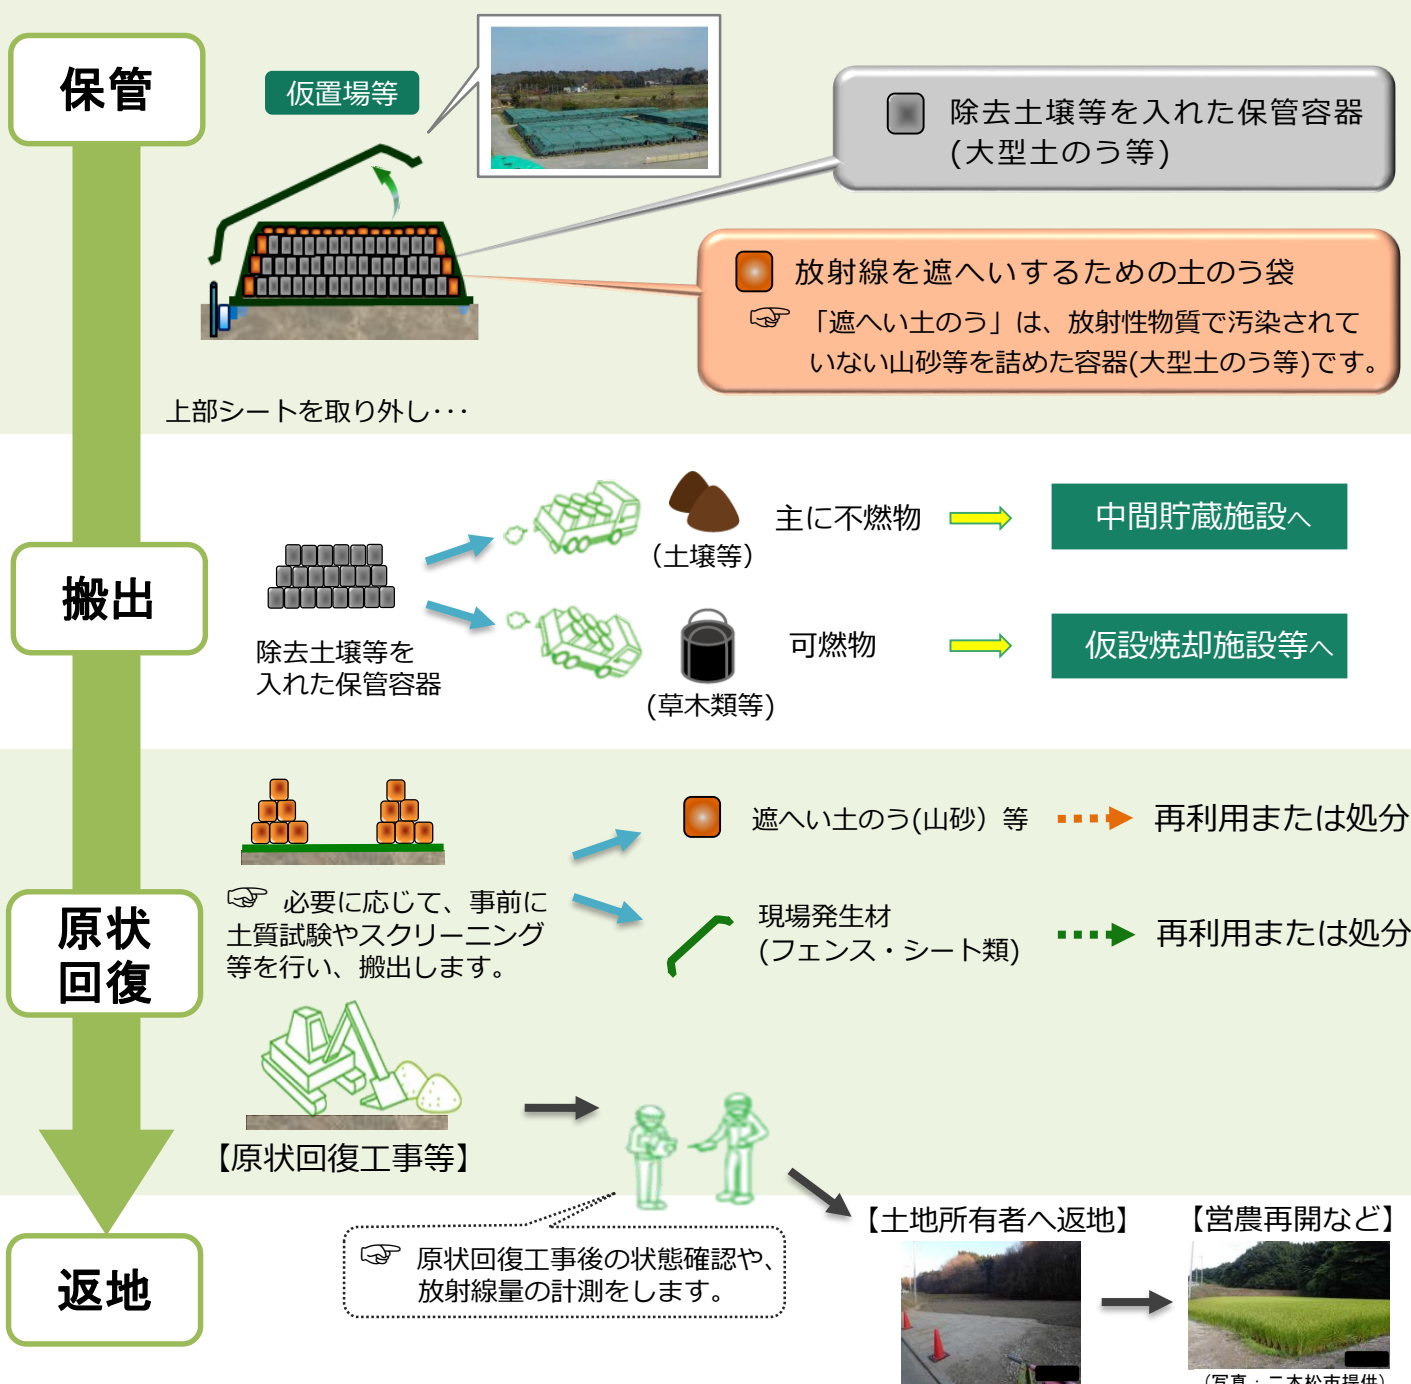 保管
仮置場等
除去土壌等を入れた保管容器
(大型土のう等)
放射線を遮へいするための土のう袋
☞ 「遮へい土のう」は、放射性物質で汚染されて
いない山砂等を詰めた容器(大型土のう等)です。
上部シートを取り外し･･･
搬出
除去土壌等を
入れた保管容器
(土壌等)
主に不燃物
中間貯蔵施設へ
(草木類等)
可燃物
仮設焼却施設等へ
原状
回復
☞ 必要に応じて、事前に
土質試験やスクリーニング
等を行い、搬出します。
遮へい土のう(山砂）等
再利用または処分
現場発生材
(フェンス・シート類)
再利用または処分
【原状回復工事等】
返地
☞ 原状回復工事後の状態確認や、
放射線量の計測をします。
【土地所有者へ返地】
【営農再開など】
（写真：二本松市提供）